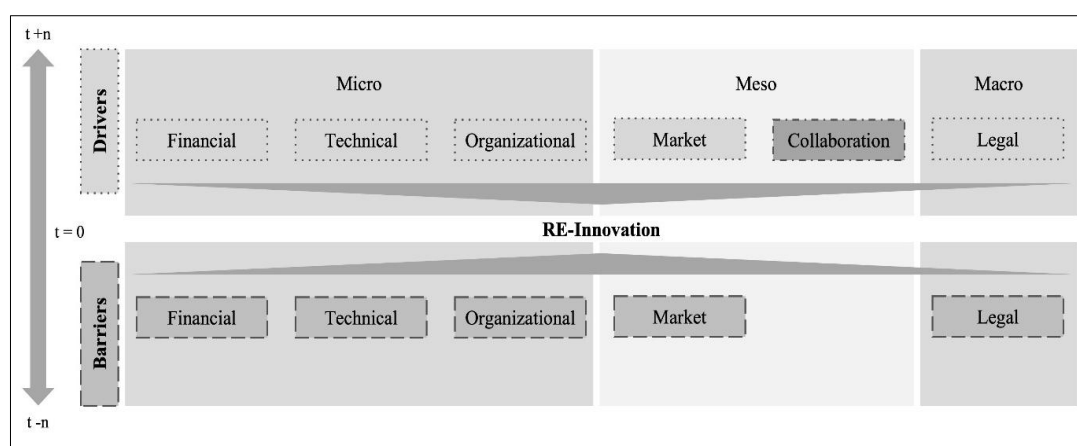 t +n
Drivers
Micro
Meso
Macro
Financial
Technical
Organizational
Market
Collaboration
Legal
t = 0
RE-Innovation
Barriers
Financial
Technical
Organizational
Market
Legal
t -n